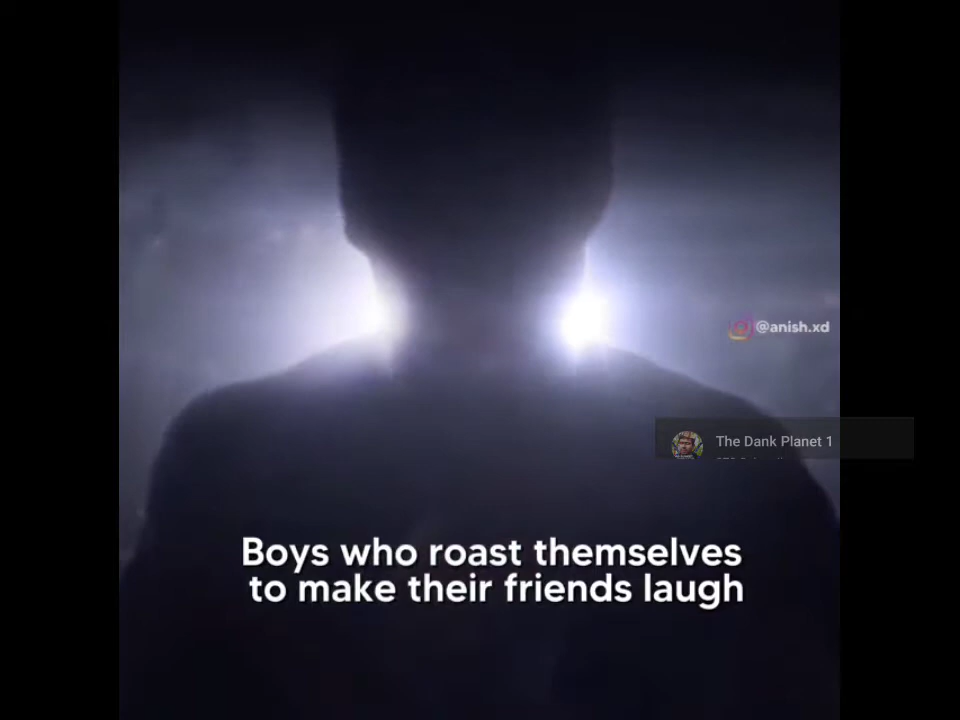 @anish.xd
The Dank Planet 1
Boys who roast themselves
to make their friends laugh